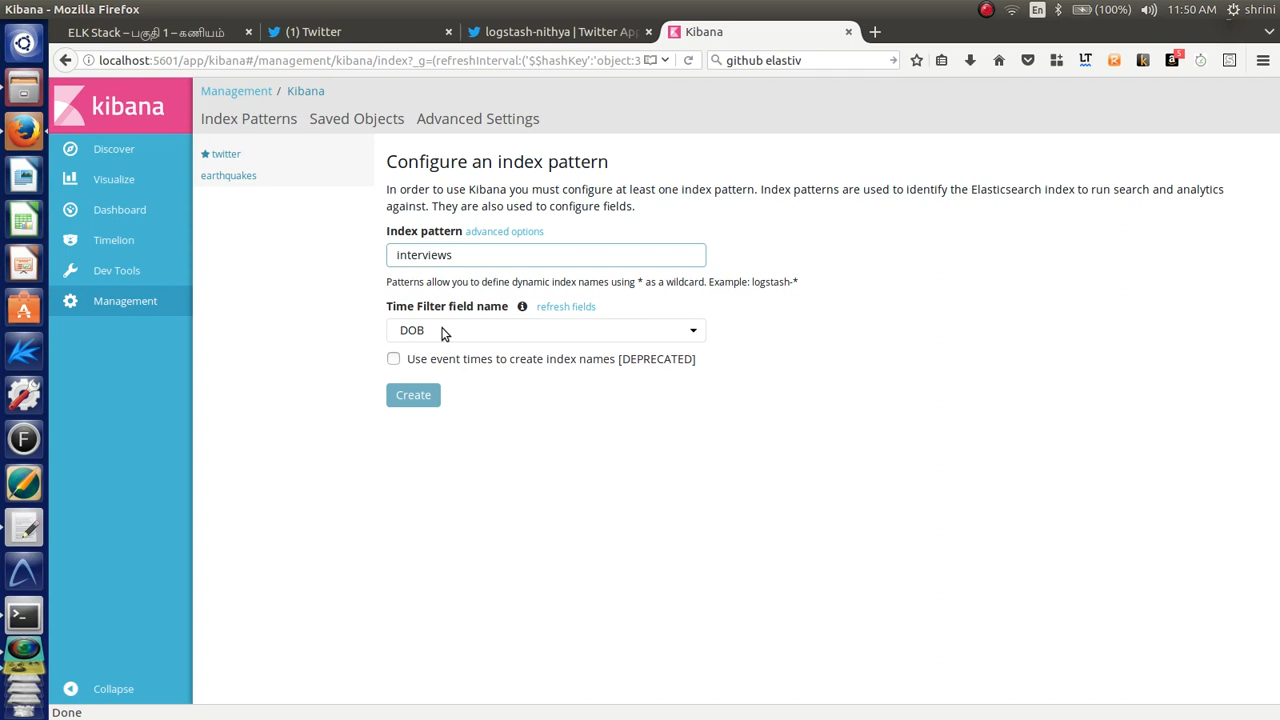 Kibana - Mozilla Firefox
En (100%) 11:50 AM shrini
ELK Stack – பகுதி 1 – கணியம் × (1) Twitter × logstash-nithya | Twitter App × Kibana × +
localhost:5601/app/kibana#/management/kibana/index?_g=(refreshInterval:('$$hashKey':'object:3
github elastiv
5
kibana
Management / Kibana
Index Patterns Saved Objects Advanced Settings
Discover
Visualize
Dashboard
Timelion
Dev Tools
Management
Collapse
twitter
earthquakes
Configure an index pattern
In order to use Kibana you must configure at least one index pattern. Index patterns are used to identify the Elasticsearch index to run search and analytics
against. They are also used to configure fields.
Index pattern advanced options
interviews
Patterns allow you to define dynamic index names using * as a wildcard. Example: logstash-*
Time Filter field name refresh fields
DOB
Use event times to create index names [DEPRECATED]
Create
Done